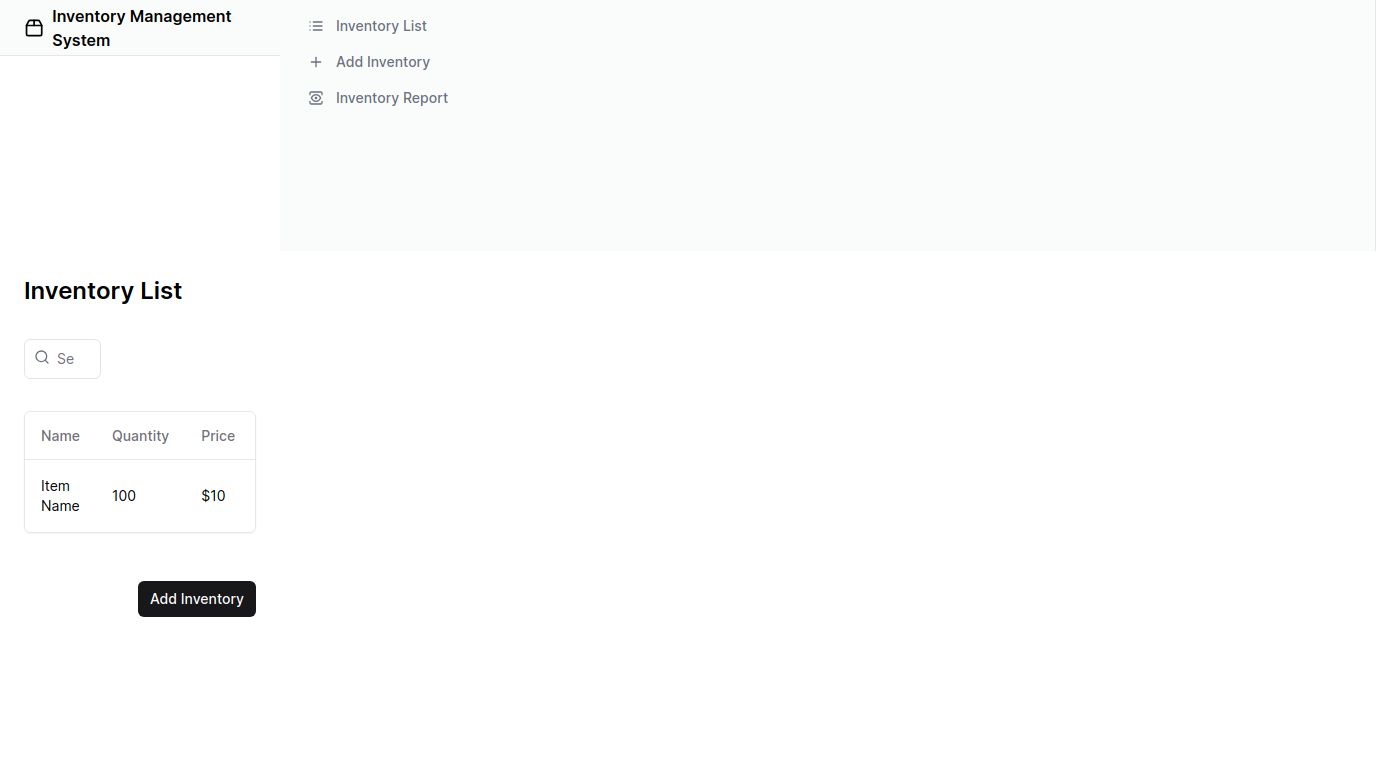 Inventory Management
System
Inventory List
Add Inventory
Inventory Report
Inventory List
Se
Name Quantity Price
Item
Name
100 $10
Add Inventory